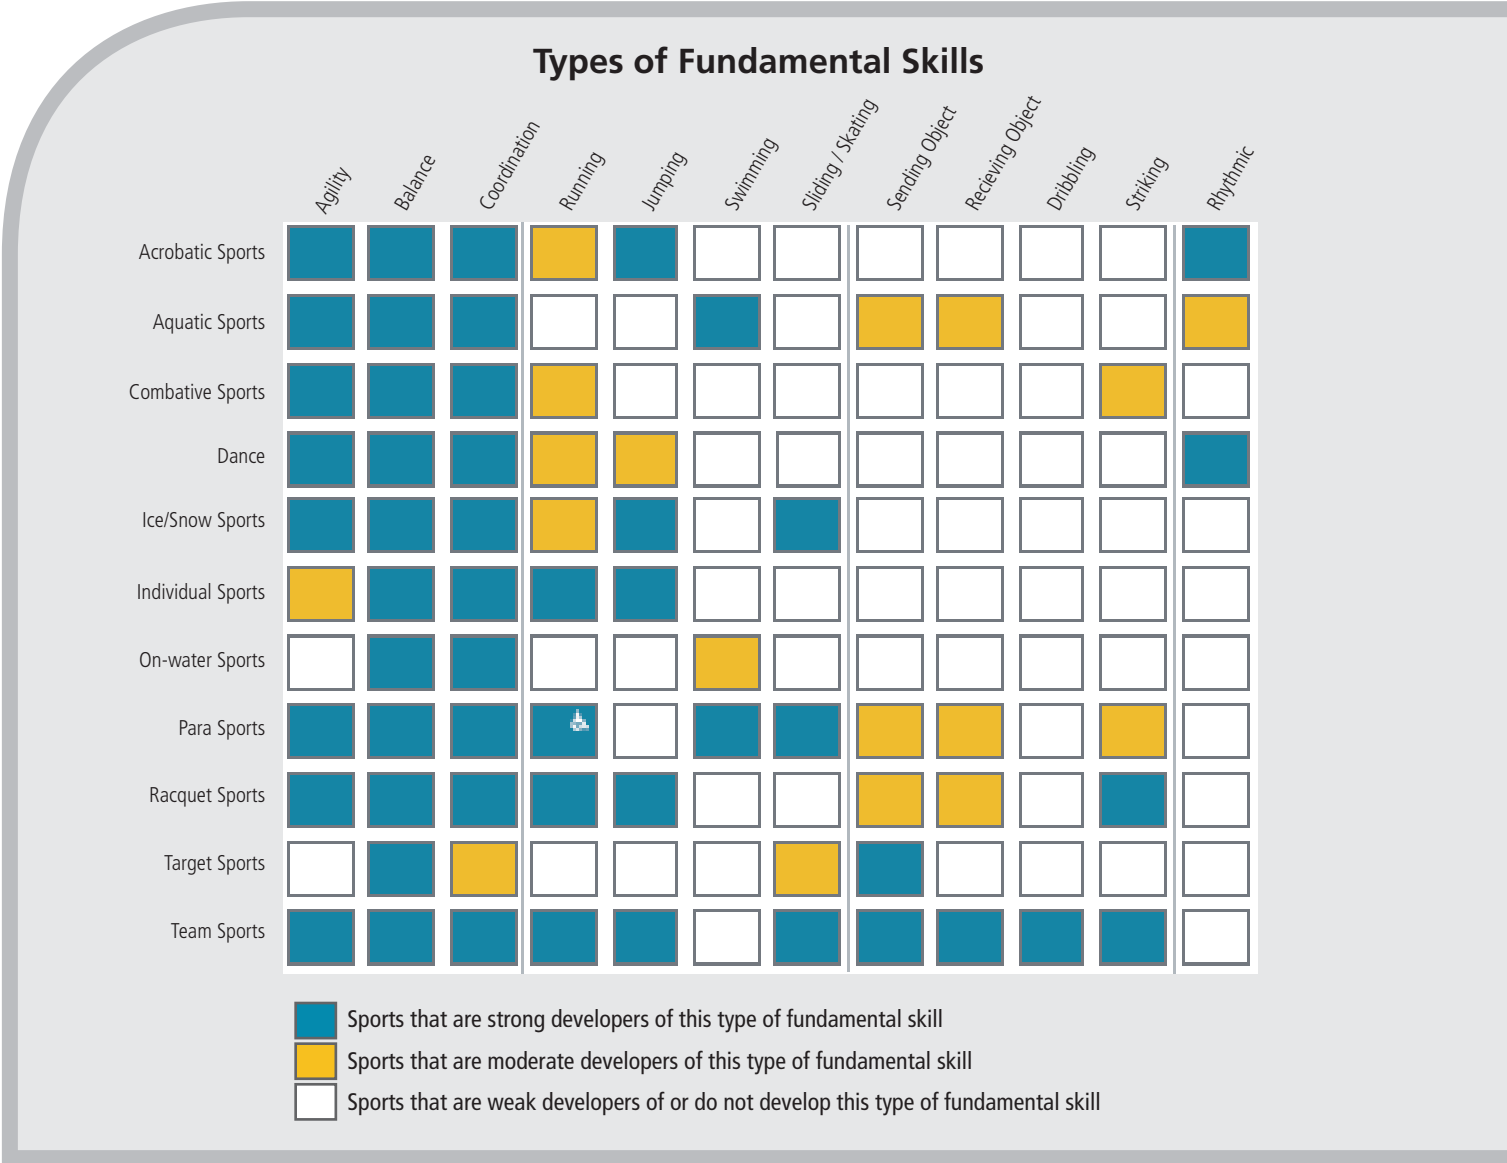 Types of Fundamental Skills
Agility
Balance
Coordination
Running
Jumping
Swimming
Sliding / Skating
Sending Object
Recieving Object
Dribbling
Striking
Rhythmic
Acrobatic Sports
Aquatic Sports
Combative Sports
Dance
Ice/Snow Sports
Individual Sports
On-water Sports
Para Sports
Racquet Sports
Target Sports
Team Sports
Sports that are strong developers of this type of fundamental skill
Sports that are moderate developers of this type of fundamental skill
Sports that are weak developers of or do not develop this type of fundamental skill